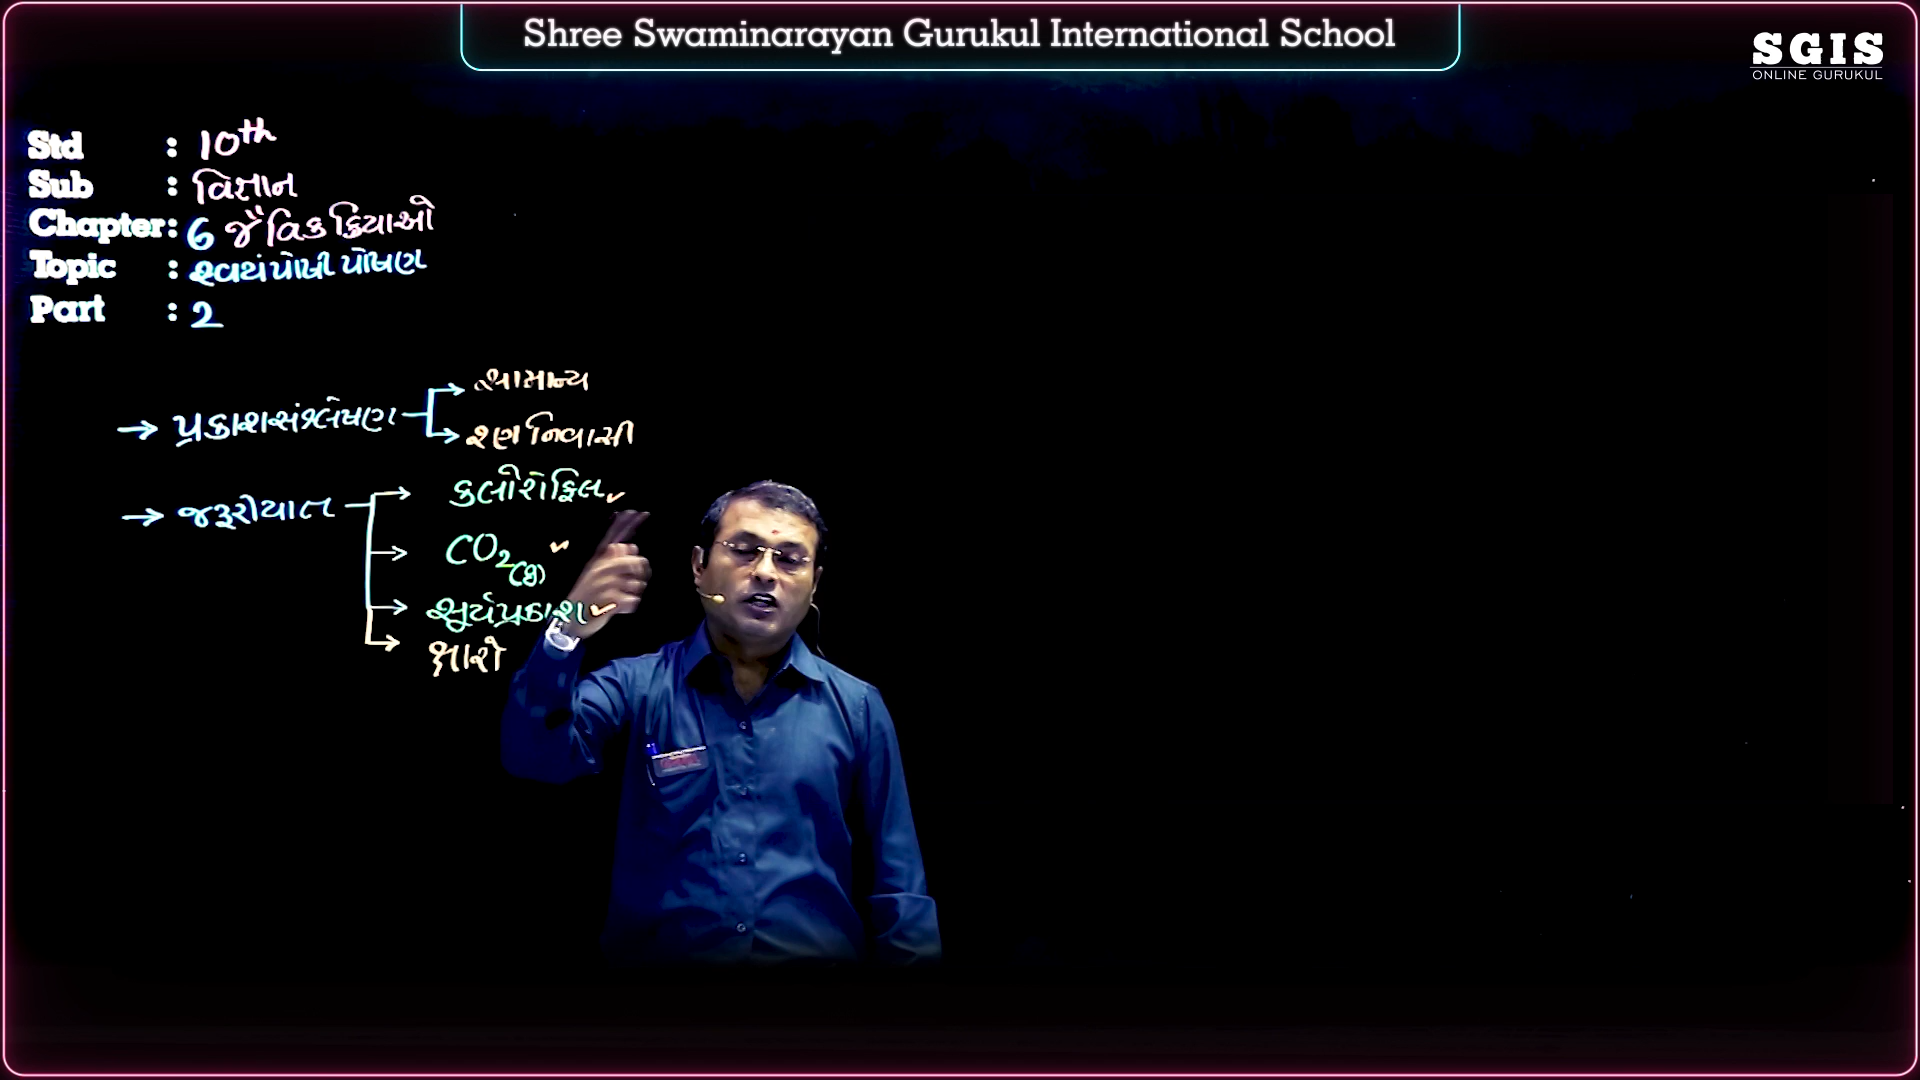 Shree Swaminarayan Gurukul International School
SGIS
ONLINE GURUKUL
Std : 10th
Sub : વિજ્ઞાન
Chapter : 6 જૈવિક ક્રિયાઓ
Topic : સ્વયંપોષી પોષણ
Part : 2
→ પ્રકાશસંશ્લેષણ → સામાન્ય
→ રણ નિવાસી
→ જરૂરીયાત → ક્લોરોફિલ ✓
→ CO2(g) ✓
→ સૂર્યપ્રકાશ ✓
→ ક્ષારો